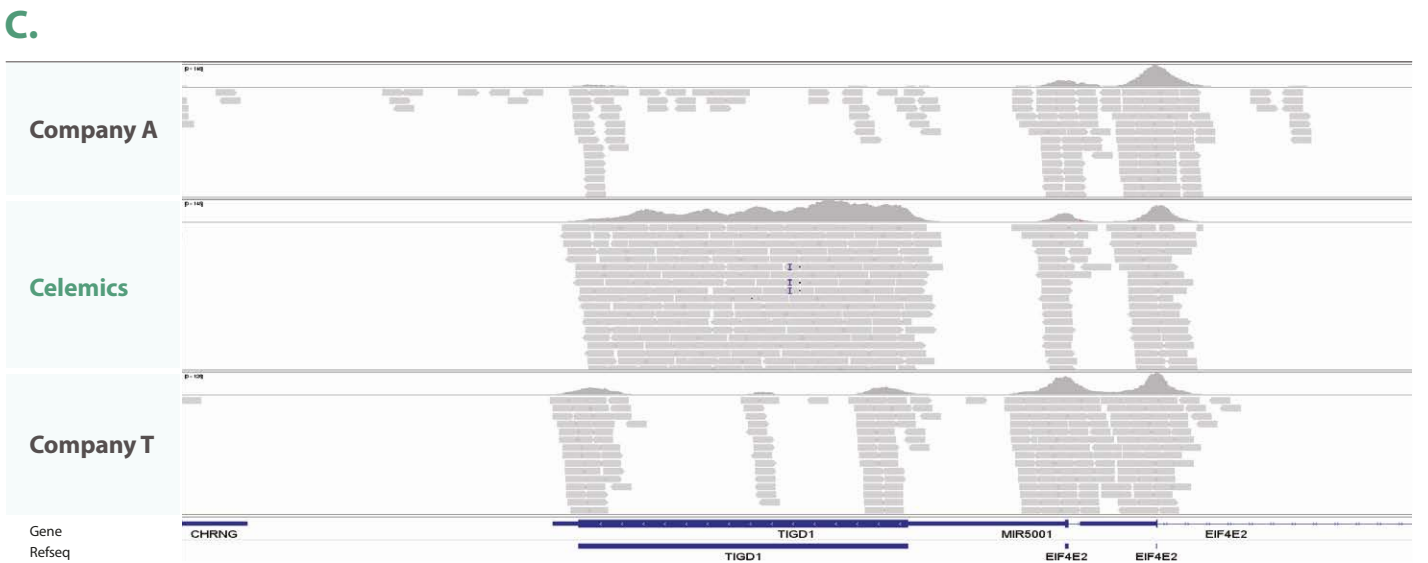 C.
Company A
Celemics
Company T
Gene
CHRNG
TIGD1
MIR5001
EIF4E2
Refseq
TIGD1
EIF4E2
EIF4E2